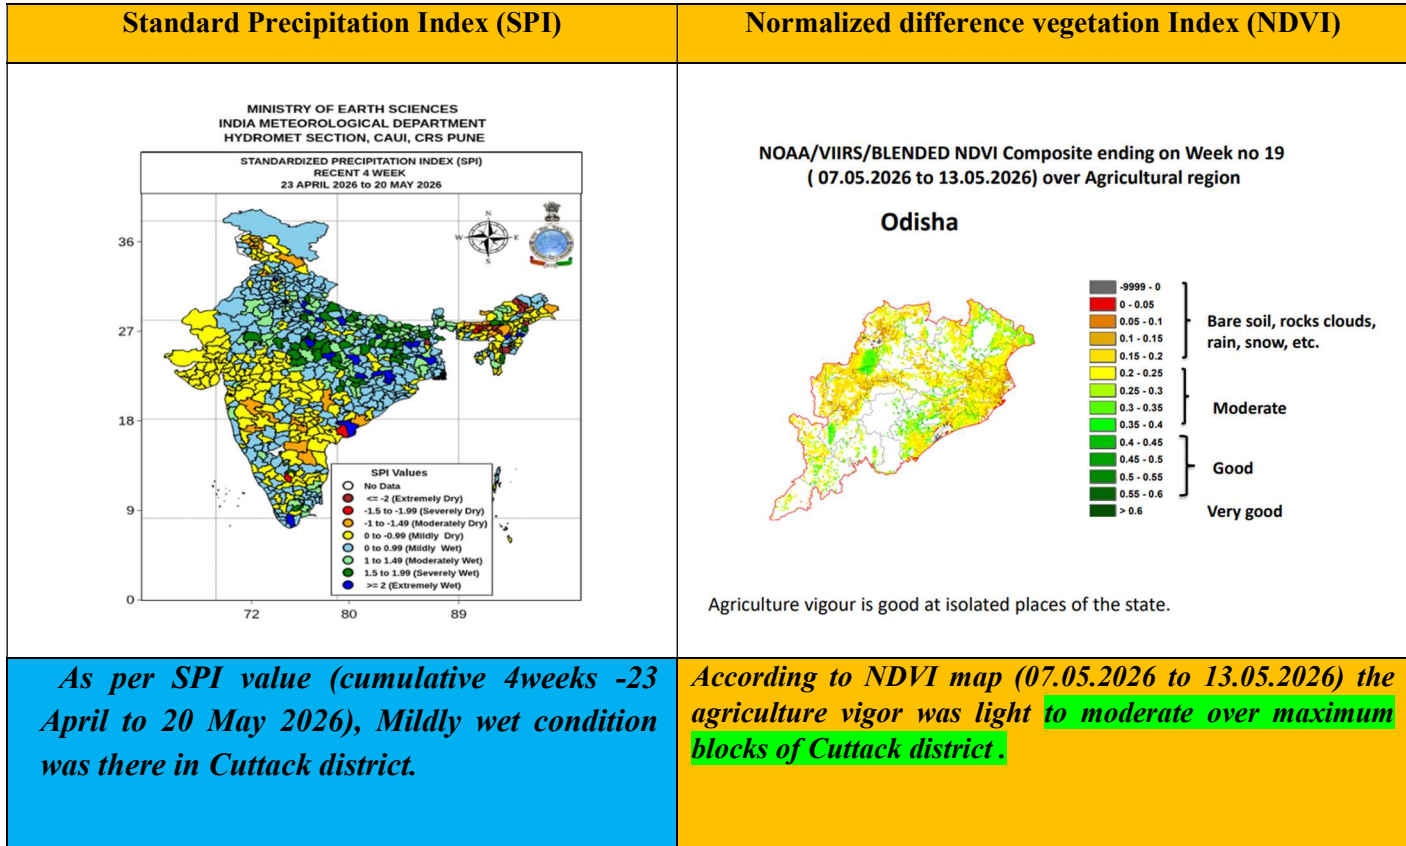 Standard Precipitation Index (SPI)
Normalized difference vegetation Index (NDVI)
MINISTRY OF EARTH SCIENCES
INDIA METEOROLOGICAL DEPARTMENT
HYDROMET SECTION, CAUI, CRS PUNE
STANDARDIZED PRECIPITATION INDEX (SPI)
RECENT 4 WEEK
23 APRIL 2026 to 20 MAY 2026
N
W
E
S
36
27
18
9
0
72
80
89
SPI Values
No Data
<= -2 (Extremely Dry)
-1.5 to -1.99 (Severely Dry)
-1 to -1.49 (Moderately Dry)
0 to -0.99 (Mildly Dry)
0 to 0.99 (Mildly Wet)
1 to 1.49 (Moderately Wet)
1.5 to 1.99 (Severely Wet)
>= 2 (Extremely Wet)
NOAA/VIIRS/BLENDED NDVI Composite ending on Week no 19
( 07.05.2026 to 13.05.2026) over Agricultural region
Odisha
-9999 - 0
0 - 0.05
0.05 - 0.1
0.1 - 0.15
0.15 - 0.2
0.2 - 0.25
0.25 - 0.3
0.3 - 0.35
0.35 - 0.4
0.4 - 0.45
0.45 - 0.5
0.5 - 0.55
0.55 - 0.6
> 0.6
Bare soil, rocks clouds,
rain, snow, etc.
Moderate
Good
Very good
Agriculture vigour is good at isolated places of the state.
As per SPI value (cumulative 4weeks -23
April to 20 May 2026), Mildly wet condition
was there in Cuttack district.
According to NDVI map (07.05.2026 to 13.05.2026) the
agriculture vigor was light to moderate over maximum
blocks of Cuttack district .